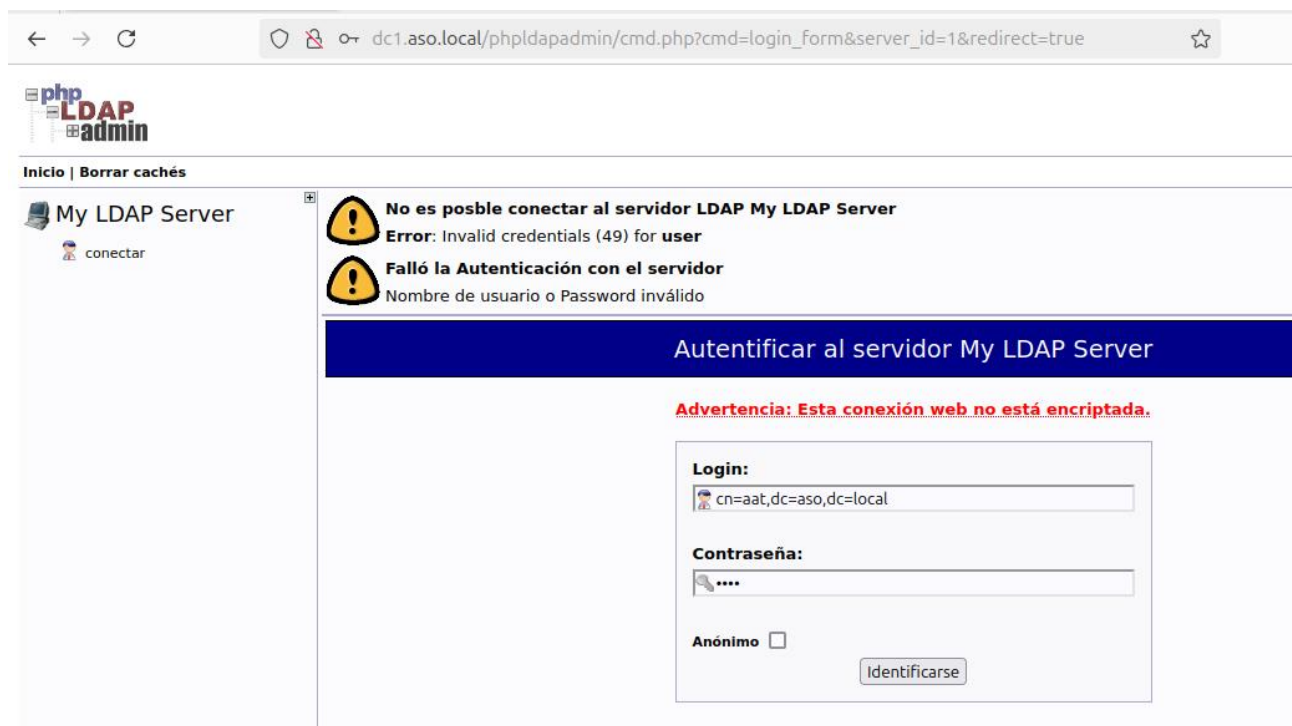 dc1.aso.local/phpldapadmin/cmd.php?cmd=login_form&server_id=1&redirect=true
php
LDAP
admin
Inicio | Borrar cachés
My LDAP Server
conectar
No es posble conectar al servidor LDAP My LDAP Server
Error: Invalid credentials (49) for user
Falló la Autenticación con el servidor
Nombre de usuario o Password inválido
Autentificar al servidor My LDAP Server
Advertencia: Esta conexión web no está encriptada.
Login:
cn=aat,dc=aso,dc=local
Contraseña:
••••
Anónimo
Identificarse